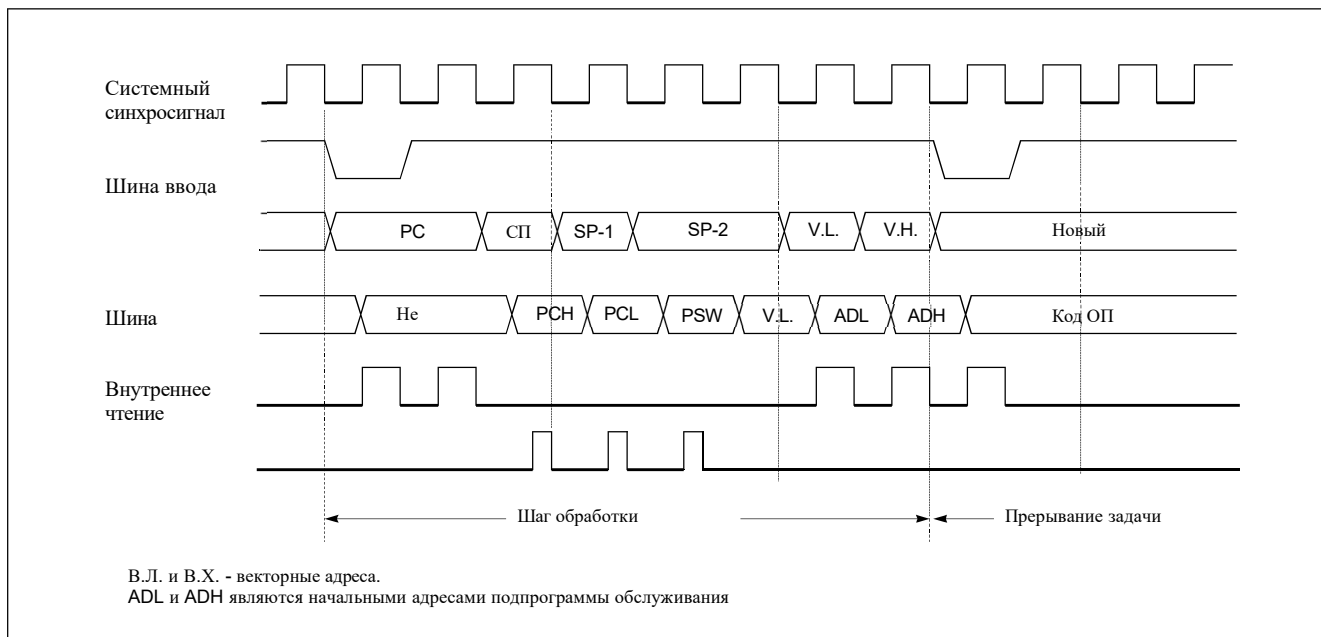 Системный
синхросигнал
Шина ввода
PC СП SP-1 SP-2 V.L. V.H. Новый
Шина
Не PCH PCL PSW V.L. ADL ADH Код ОП
Внутреннее
чтение
Шаг обработки
Прерывание задачи
В.Л. и В.Х. - векторные адреса.
ADL и ADH являются начальными адресами подпрограммы обслуживания